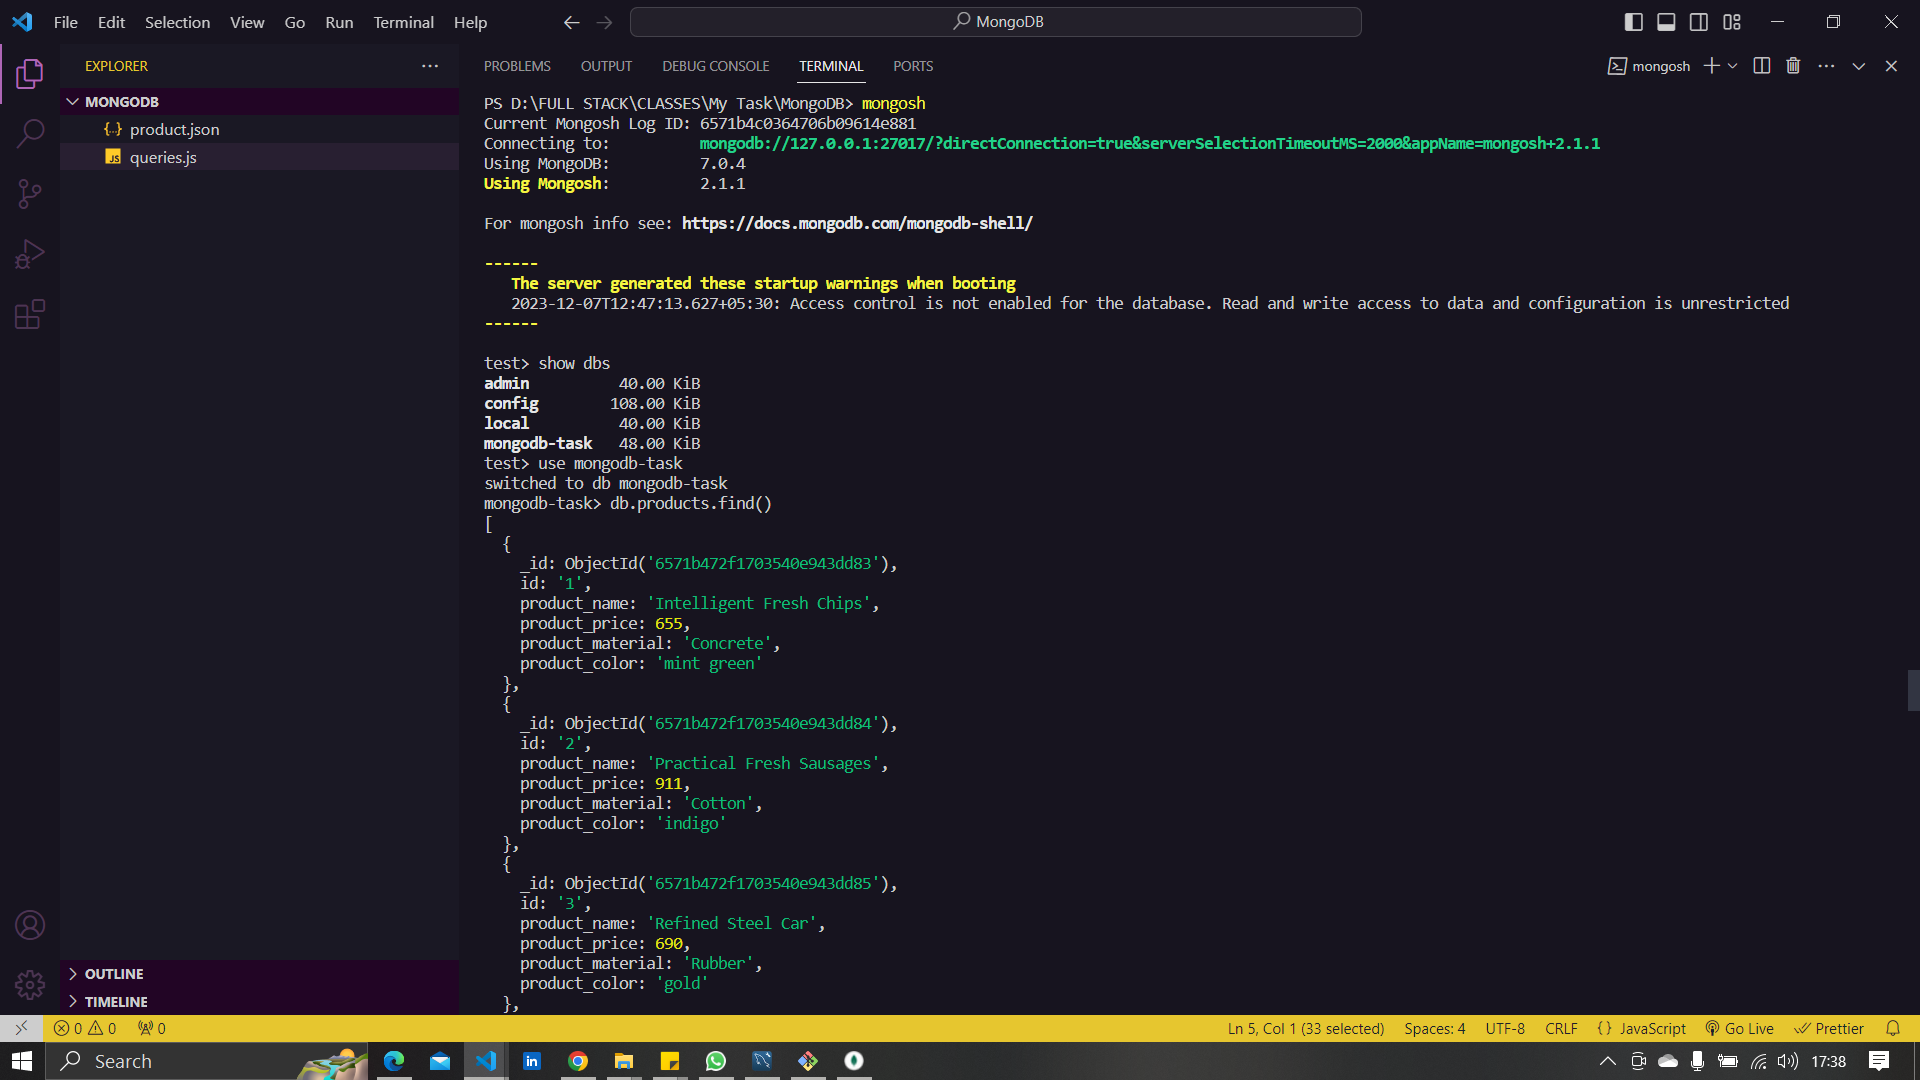 File Edit Selection View Go Run Terminal Help
MongoDB
EXPLORER
MONGODB
product.json
queries.js
OUTLINE
TIMELINE
PROBLEMS OUTPUT DEBUG CONSOLE TERMINAL PORTS
mongosh
PS D:\FULL STACK\CLASSES\My Task\MongoDB> mongosh
Current Mongosh Log ID: 6571b4c0364706b09614e881
Connecting to: mongodb://127.0.0.1:27017/?directConnection=true&serverSelectionTimeoutMS=2000&appName=mongosh+2.1.1
Using MongoDB: 7.0.4
Using Mongosh: 2.1.1
For mongosh info see: https://docs.mongodb.com/mongodb-shell/
------
The server generated these startup warnings when booting
2023-12-07T12:47:13.627+05:30: Access control is not enabled for the database. Read and write access to data and configuration is unrestricted
------
test> show dbs
admin 40.00 KiB
config 108.00 KiB
local 40.00 KiB
mongodb-task 48.00 KiB
test> use mongodb-task
switched to db mongodb-task
mongodb-task> db.products.find()
[
{
_id: ObjectId('6571b472f1703540e943dd83'),
id: '1',
product_name: 'Intelligent Fresh Chips',
product_price: 655,
product_material: 'Concrete',
product_color: 'mint green'
},
{
_id: ObjectId('6571b472f1703540e943dd84'),
id: '2',
product_name: 'Practical Fresh Sausages',
product_price: 911,
product_material: 'Cotton',
product_color: 'indigo'
},
{
_id: ObjectId('6571b472f1703540e943dd85'),
id: '3',
product_name: 'Refined Steel Car',
product_price: 690,
product_material: 'Rubber',
product_color: 'gold'
},
0 0 0
Ln 5, Col 1 (33 selected) Spaces: 4 UTF-8 CRLF {} JavaScript Go Live Prettier
Search
17:38